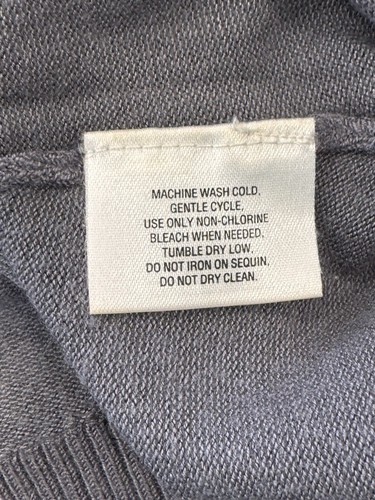 MACHINE WASH COLD,
GENTLE CYCLE,
USE ONLY NON-CHLORINE
BLEACH WHEN NEEDED,
TUMBLE DRY LOW.
DO NOT IRON ON SEQUIN.
DO NOT DRY CLEAN.